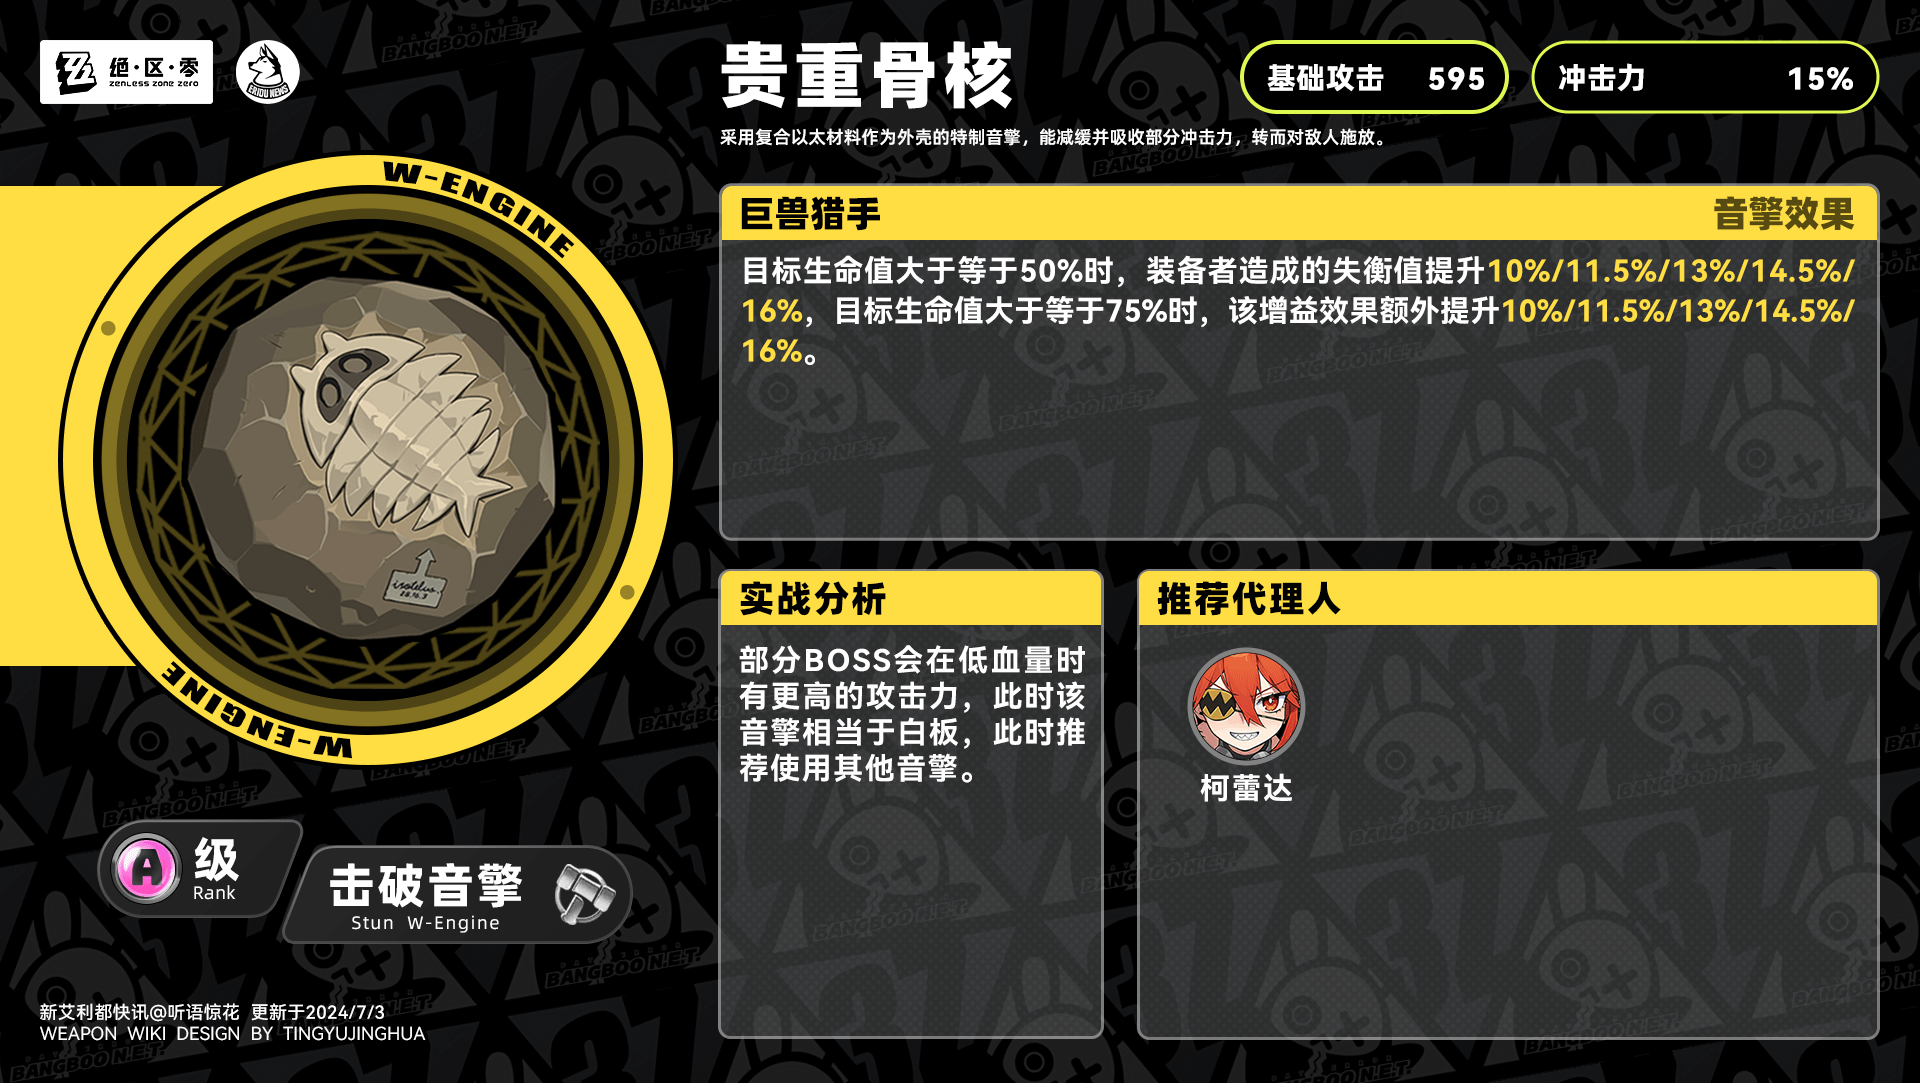 绝·区·零
ZENLESS ZONE ZERO
ERIDU NEWS
贵重骨核
基础攻击 595
冲击力 15%
采用复合以太材料作为外壳的特制音擎，能减缓并吸收部分冲击力，转而对敌人施放。
W-ENGINE
巨兽猎手 音擎效果
目标生命值大于等于50%时，装备者造成的失衡值提升10%/11.5%/13%/14.5%/
16%，目标生命值大于等于75%时，该增益效果额外提升10%/11.5%/13%/14.5%/
16%。
W-ENGINE
实战分析
部分BOSS会在低血量时
有更高的攻击力，此时该
音擎相当于白板，此时推
荐使用其他音擎。
推荐代理人
柯蕾达
A 级
Rank
击破音擎
Stun W-Engine
新艾利都快讯@听语惊花 更新于2024/7/3
WEAPON WIKI DESIGN BY TINGYUJINGHUA
BANGBOO N.E.T.